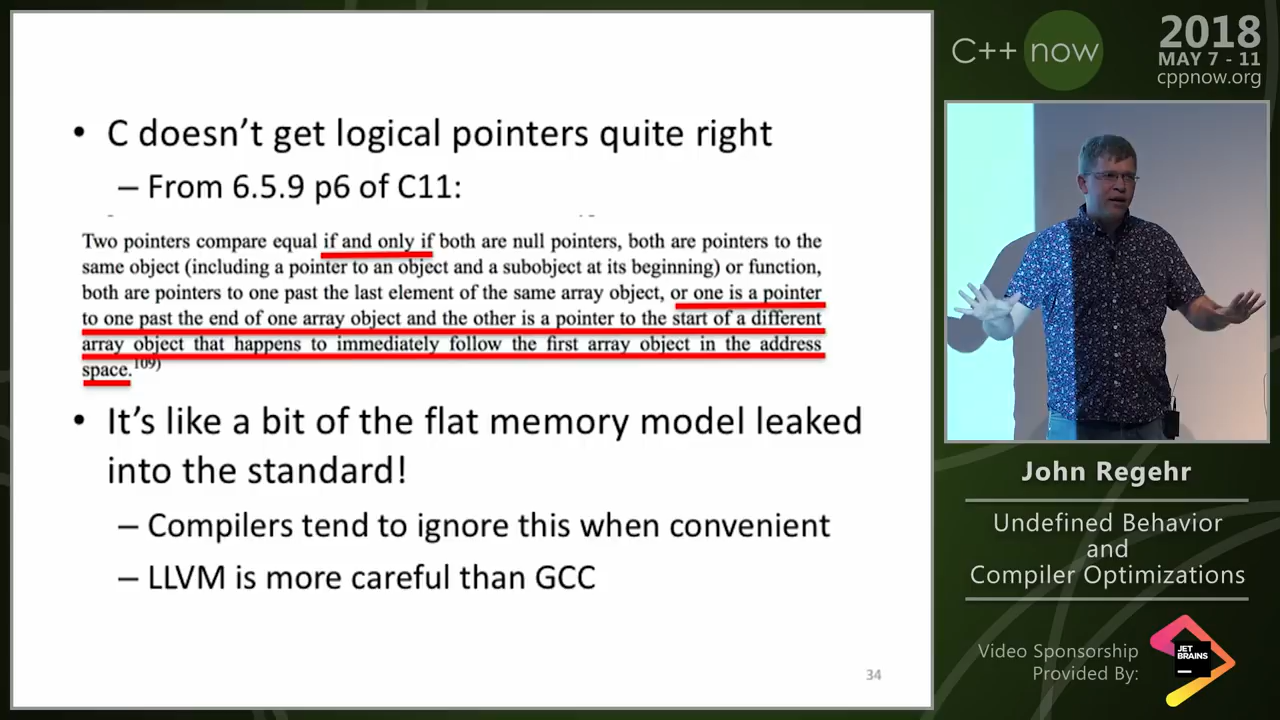 • C doesn't get logical pointers quite right
– From 6.5.9 p6 of C11:
Two pointers compare equal if and only if both are null pointers, both are pointers to the
same object (including a pointer to an object and a subobject at its beginning) or function,
both are pointers to one past the last element of the same array object, or one is a pointer
to one past the end of one array object and the other is a pointer to the start of a different
array object that happens to immediately follow the first array object in the address
space.109)
• It's like a bit of the flat memory model leaked
into the standard!
– Compilers tend to ignore this when convenient
– LLVM is more careful than GCC
34
C++ now
2018
MAY 7 - 11
cppnow.org
John Regehr
Undefined Behavior
and
Compiler Optimizations
Video Sponsorship
Provided By:
JET
BRAINS